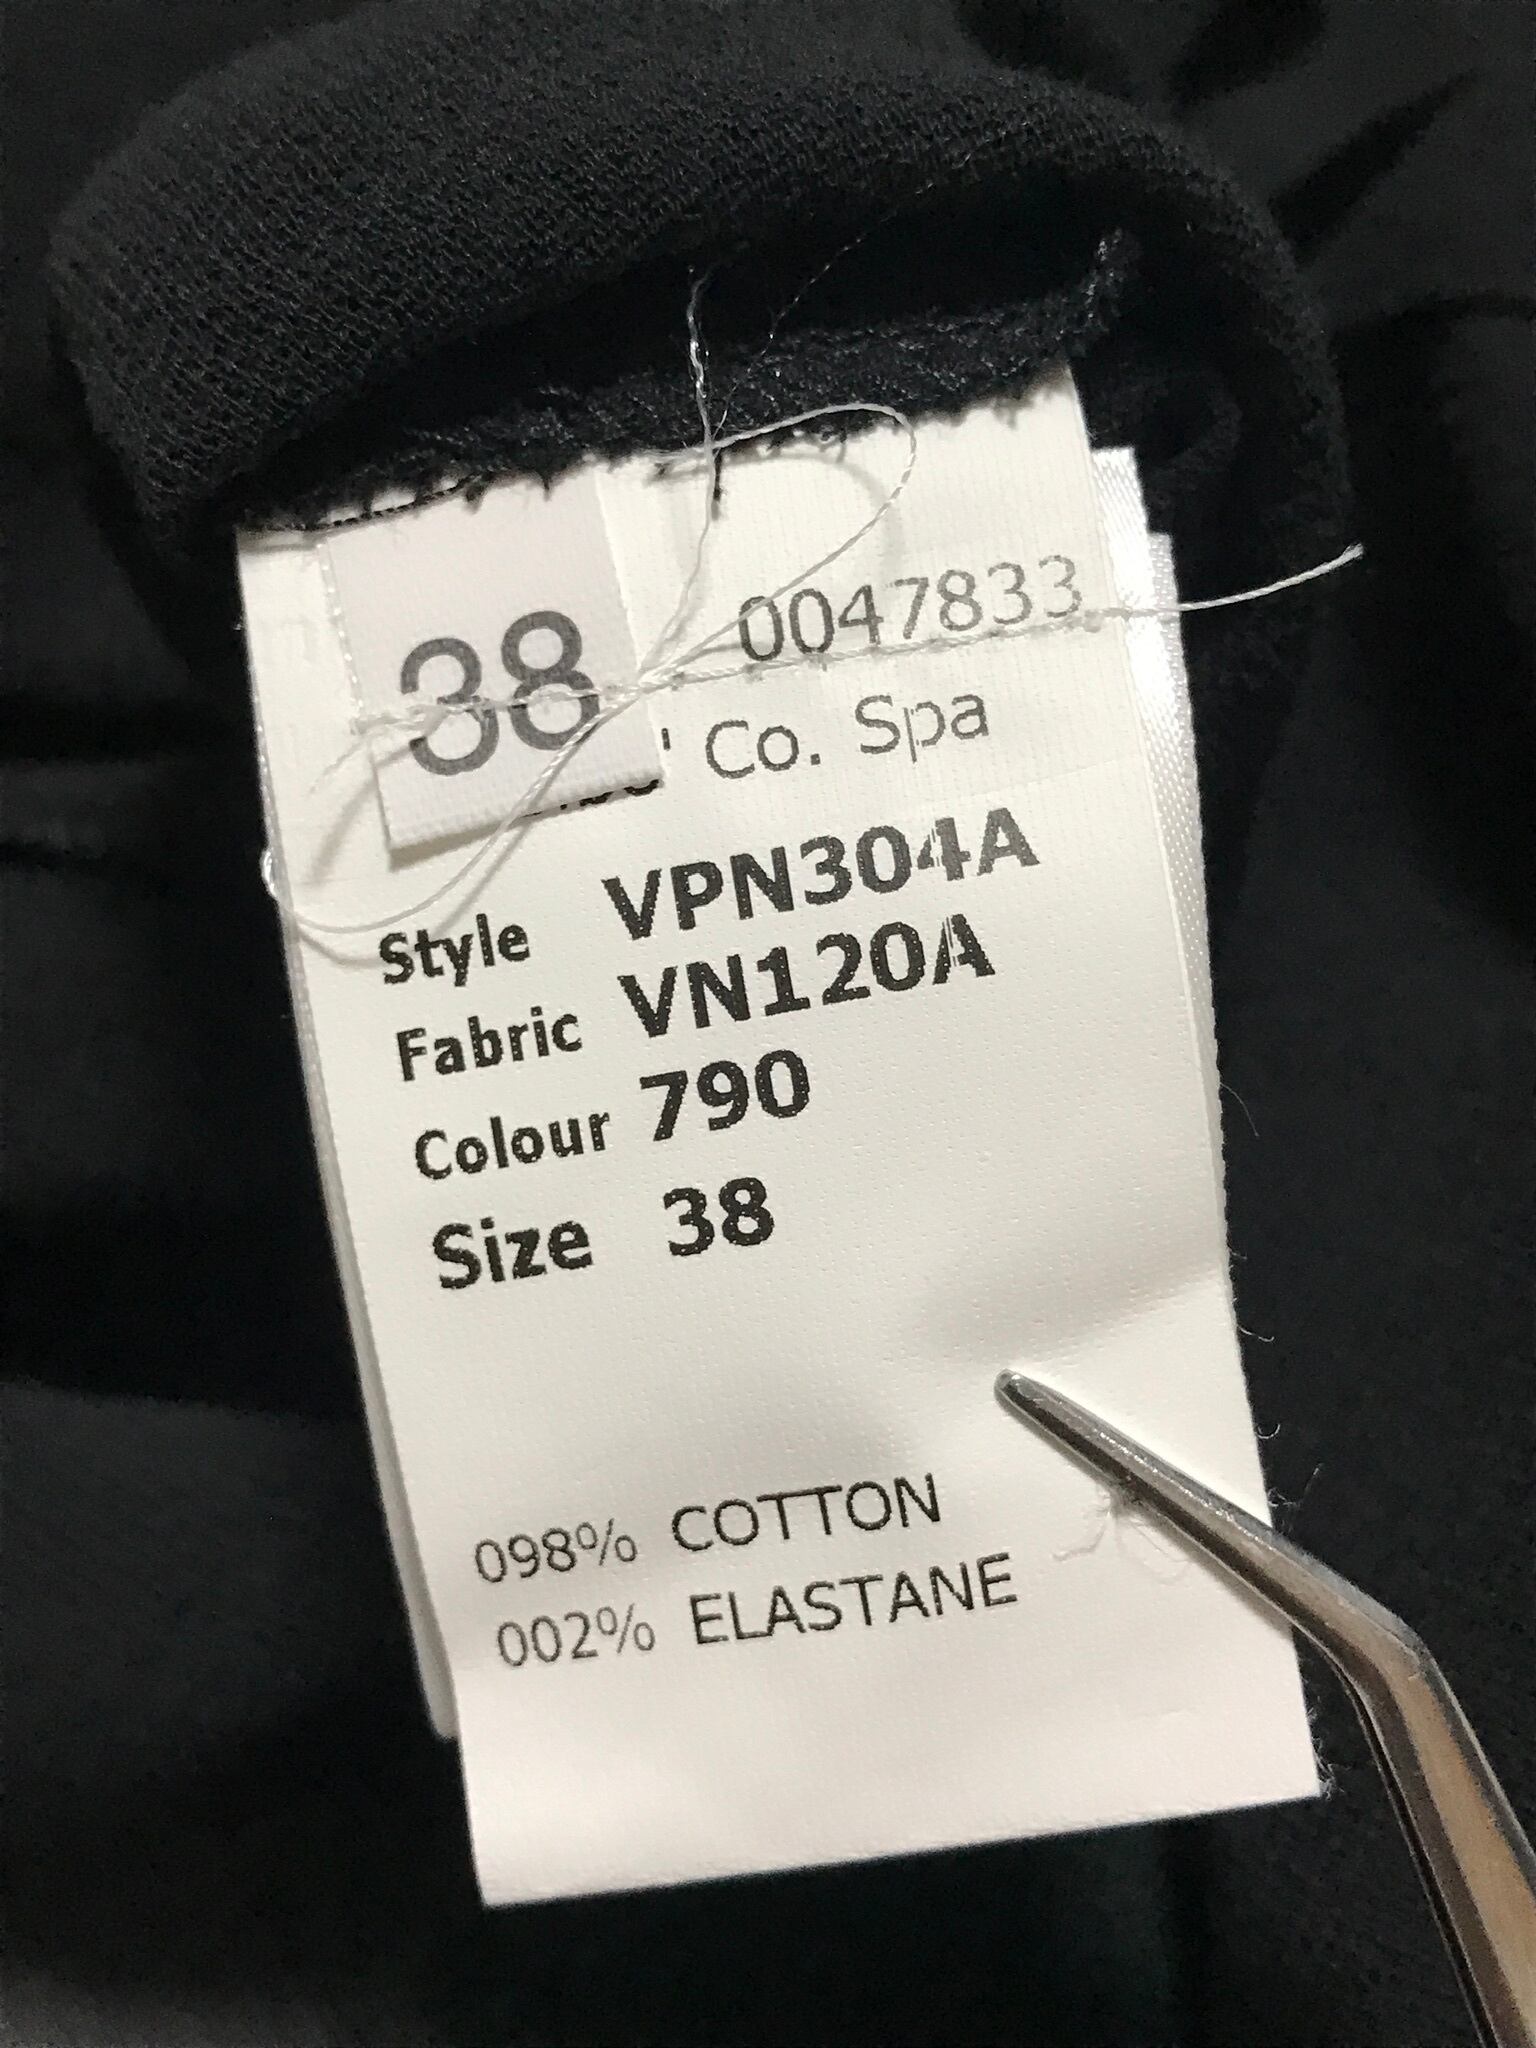 38
0047833
' Co. Spa
Style VPN304A
Fabric VN120A
Colour 790
Size 38
098% COTTON
002% ELASTANE